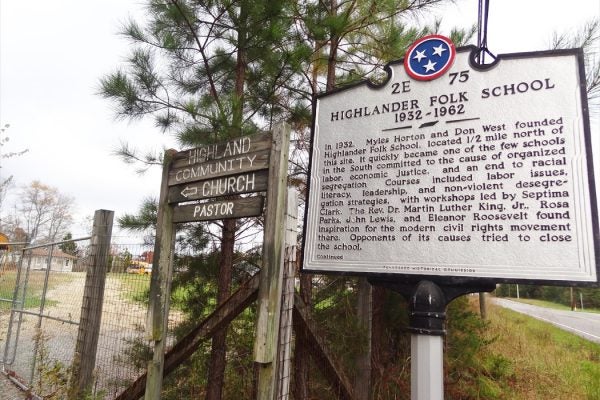 2E 75
HIGHLANDER FOLK SCHOOL
1932-1962
In 1932, Myles Horton and Don West founded
Highlander Folk School, located 1/2 mile north of
this site. It quickly became one of the few schools
in the South committed to the cause of organized
labor, economic justice, and an end to racial
segregation. Courses included labor issues,
literacy, leadership, and non-violent desegre-
gation strategies, with workshops led by Septima
Clark. The Rev. Dr. Martin Luther King, Jr., Rosa
Parks, John Lewis, and Eleanor Roosevelt found
inspiration for the modern civil rights movement
there. Opponents of its causes tried to close
the school.
(Continued)
TENNESSEE HISTORICAL COMMISSION
HIGHLAND
COMMUNITY
CHURCH
PASTOR